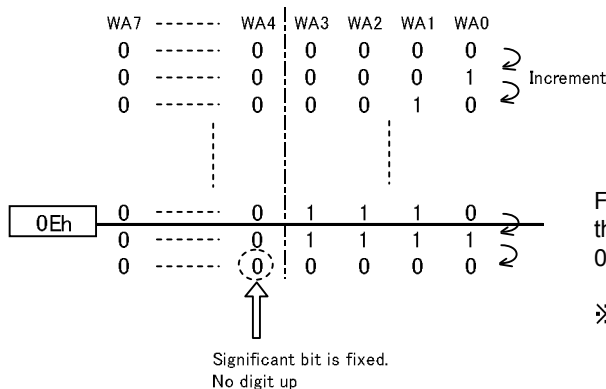 WA7 ------- WA4 WA3 WA2 WA1 WA0
0 ------- 0 0 0 0 0
0 ------- 0 0 0 0 1 Increment
0 ------- 0 0 0 1 0
0 ------- 0 1 1 1 0
0Eh
0 ------- 0 1 1 1 1
0 ------- 0 0 0 0 0
F
th
0
※
Significant bit is fixed.
No digit up